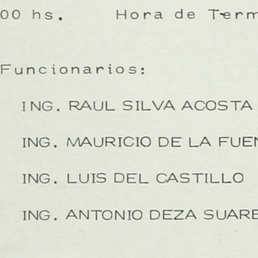 00 hs. Hora de Term
Funcionarios:
ING. RAUL SILVA ACOSTA
ING. MAURICIO DE LA FUEN
ING. LUIS DEL CASTILLO
ING. ANTONIO DEZA SUARE